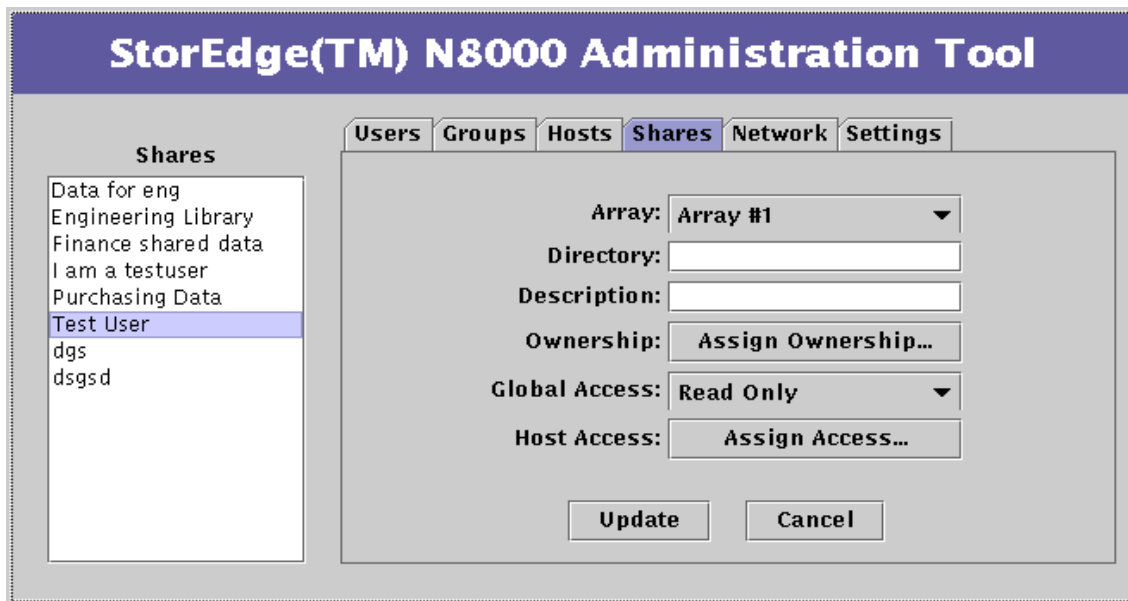 StorEdge(TM) N8000 Administration Tool
Users Groups Hosts Shares Network Settings
Shares
Data for eng
Engineering Library
Finance shared data
I am a testuser
Purchasing Data
Test User
dgs
dsgsd
Array: Array #1
Directory:
Description:
Ownership: Assign Ownership...
Global Access: Read Only
Host Access: Assign Access...
Update Cancel